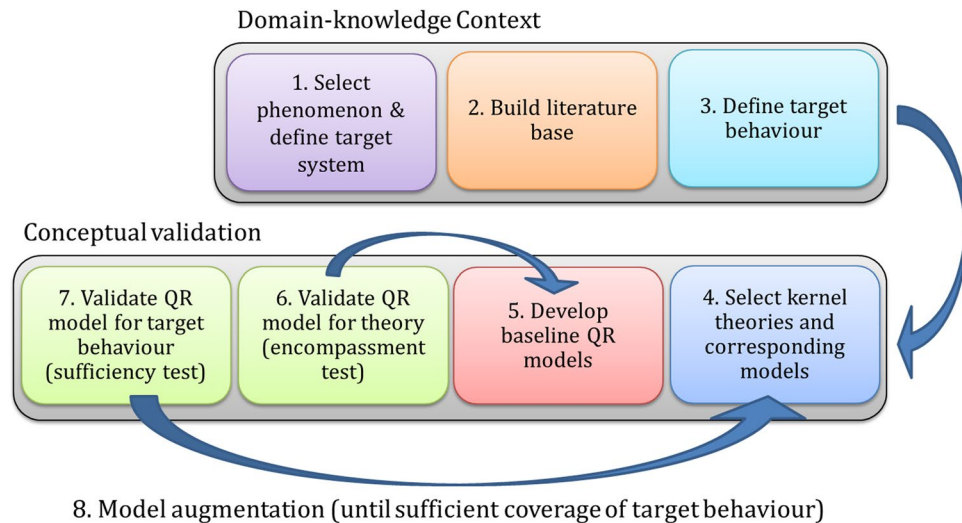 Domain-knowledge Context
1. Select
phenomenon &
define target
system
2. Build literature
base
3. Define target
behaviour
Conceptual validation
7. Validate QR
model for target
behaviour
(sufficiency test)
6. Validate QR
model for theory
(encompassment
test)
5. Develop
baseline QR
models
4. Select kernel
theories and
corresponding
models
8. Model augmentation (until sufficient coverage of target behaviour)